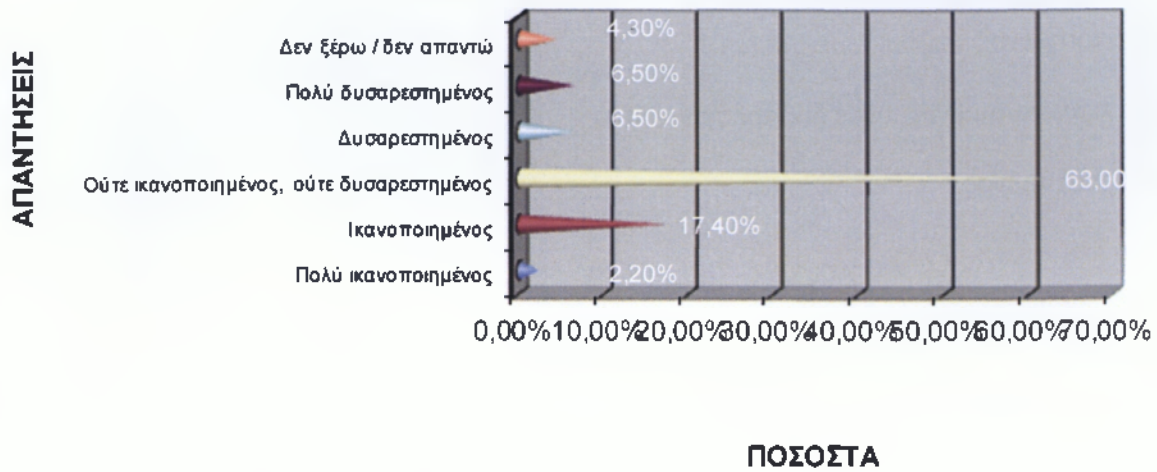 ΑΠΑΝΤΗΣΕΙΣ
Δεν ξέρω / δεν απαντώ 4,30%
Πολύ δυσαρεστημένος 6,50%
Δυσαρεστημένος 6,50%
Ούτε ικανοποιημένος, ούτε δυσαρεστημένος 63,00
Ικανοποιημένος 17,40%
Πολύ ικανοποιημένος 2,20%
0,00% 10,00% 20,00% 30,00% 40,00% 50,00% 60,00% 70,00%
ΠΟΣΟΣΤΑ